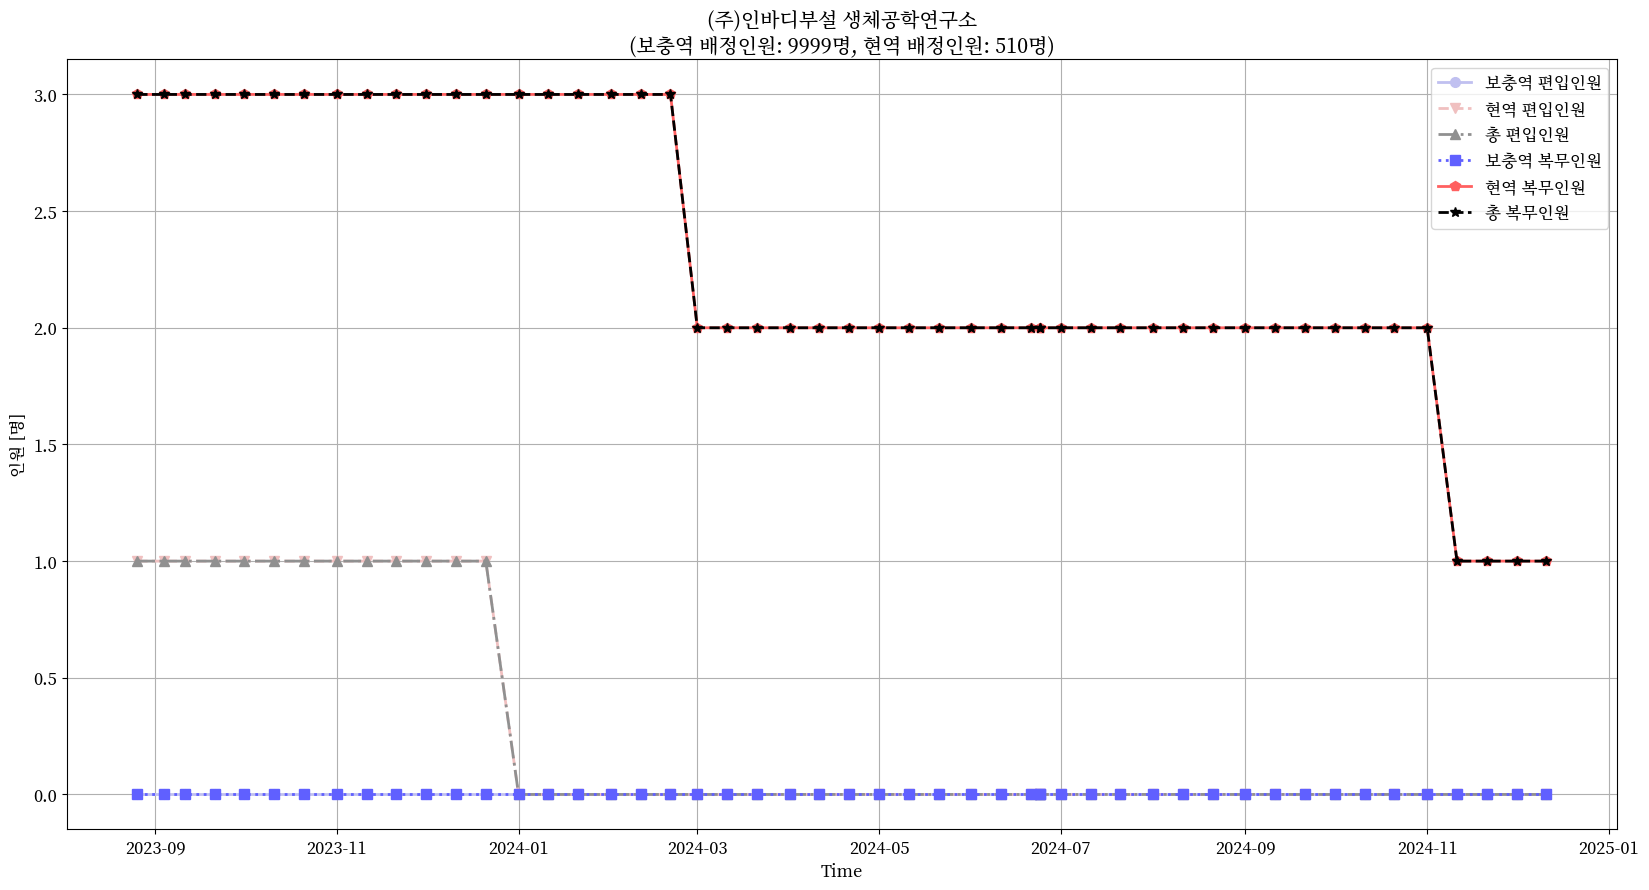 (주)인바디부설 생체공학연구소
(보충역 배정인원: 9999명, 현역 배정인원: 510명)
보충역 편입인원
현역 편입인원
총 편입인원
보충역 복무인원
현역 복무인원
총 복무인원
인원 [명]
3.0
2.5
2.0
1.5
1.0
0.5
0.0
2023-09
2023-11
2024-01
2024-03
2024-05
2024-07
2024-09
2024-11
2025-01
Time